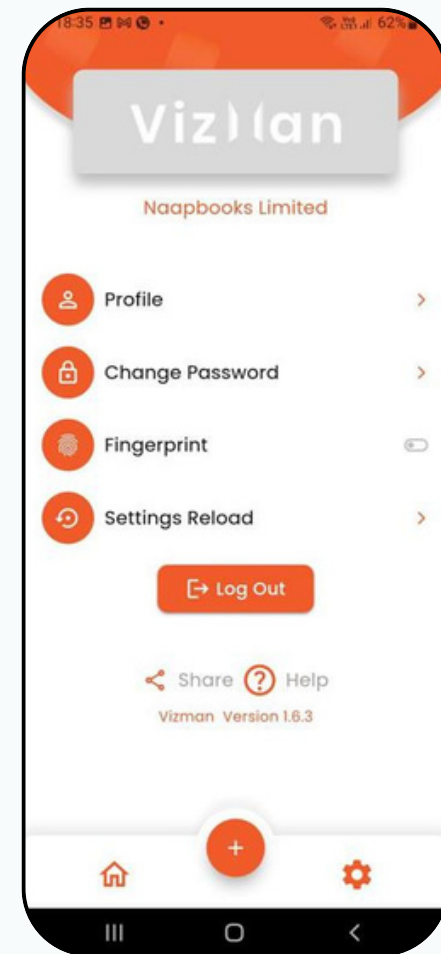 18:35 62%
VizMan
Naapbooks Limited
Profile
Change Password
Fingerprint
Settings Reload
Log Out
Share ? Help
Vizman Version 1.6.3
+